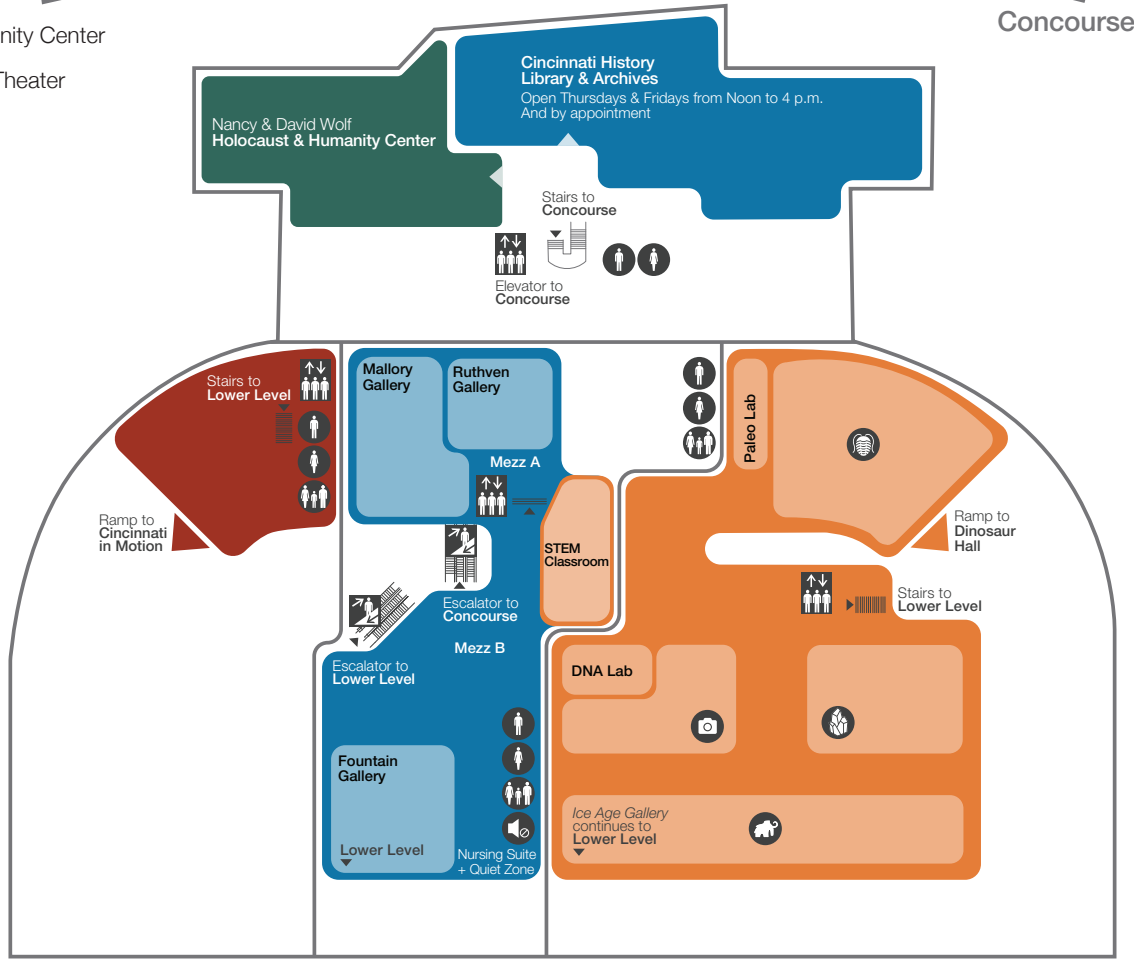 nity Center
Theater
Concourse
Cincinnati History
Library & Archives
Open Thursdays & Fridays from Noon to 4 p.m.
And by appointment
Nancy & David Wolf
Holocaust & Humanity Center
Stairs to
Concourse
Elevator to
Concourse
Stairs to
Lower Level
Ramp to
Cincinnati
in Motion
Mallory
Gallery
Ruthven
Gallery
Mezz A
STEM
Classroom
Escalator to
Concourse
Mezz B
Escalator to
Lower Level
Fountain
Gallery
Lower Level
Nursing Suite
+ Quiet Zone
Paleo Lab
Ramp to
Dinosaur
Hall
Stairs to
Lower Level
DNA Lab
Ice Age Gallery
continues to
Lower Level